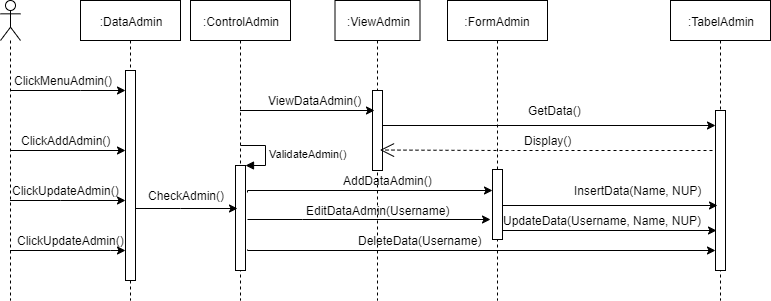 :DataAdmin
:ControlAdmin
:ViewAdmin
:FormAdmin
:TabelAdmin
ClickMenuAdmin()
ViewDataAdmin()
GetData()
ClickAddAdmin()
Display()
ValidateAdmin()
ClickUpdateAdmin()
CheckAdmin()
AddDataAdmin()
InsertData(Name, NUP)
EditDataAdmin(Username)
UpdateData(Username, Name, NUP)
ClickUpdateAdmin()
DeleteData(Username)